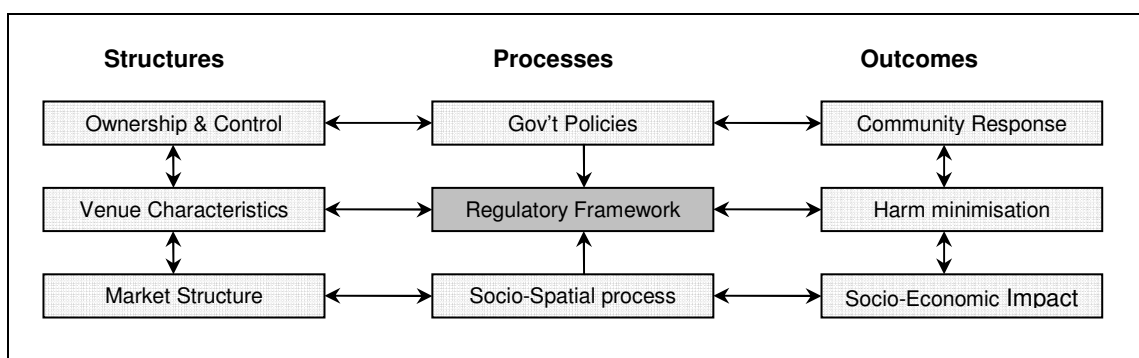 Structures Processes Outcomes
Ownership & Control Gov't Policies Community Response
Venue Characteristics Regulatory Framework Harm minimisation
Market Structure Socio-Spatial process Socio-Economic Impact